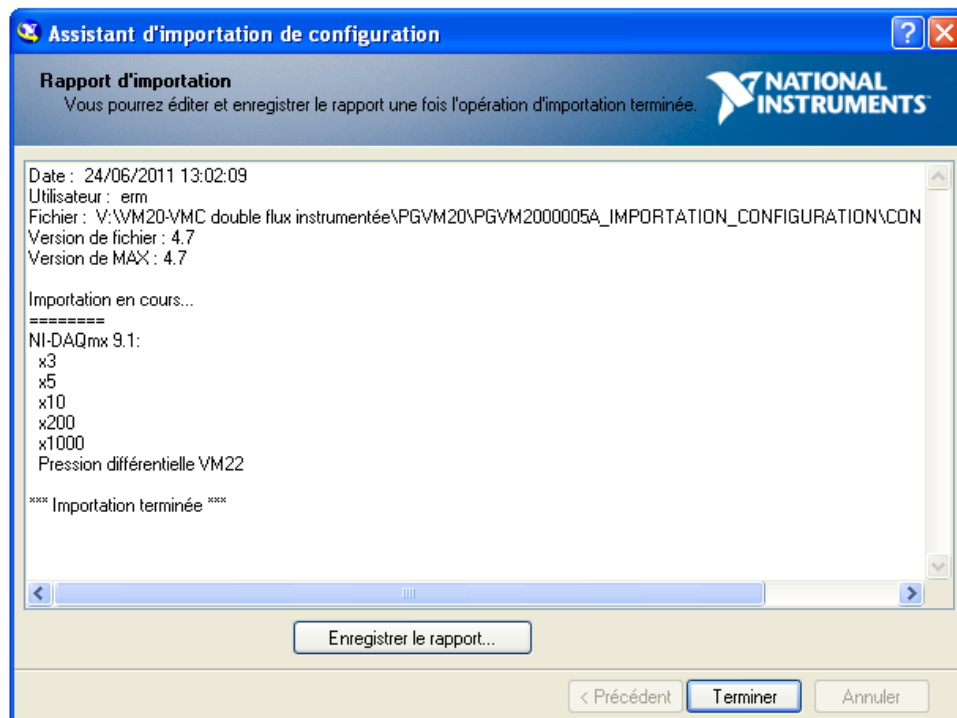 Assistant d'importation de configuration
Rapport d'importation
Vous pourrez éditer et enregistrer le rapport une fois l'opération d'importation terminée.
NATIONAL
INSTRUMENTS
Date : 24/06/2011 13:02:09
Utilisateur : erm
Fichier : V:\VM20-VMC double flux instrumentée\PGVM20\PGVM2000005A_IMPORTATION_CONFIGURATION\CON
Version de fichier : 4.7
Version de MAX : 4.7
Importation en cours...
========
NI-DAQmx 9.1:
x3
x5
x10
x200
x1000
Pression différentielle VM22
*** Importation terminée ***
Enregistrer le rapport...
< Précédent
Terminer
Annuler